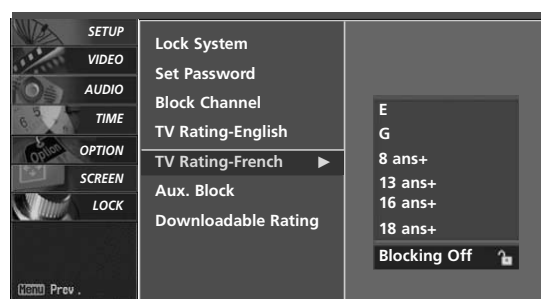 SETUP
VIDEO
AUDIO
TIME
OPTION
SCREEN
LOCK
Menu Prev.
Lock System
Set Password
Block Channel
TV Rating-English
TV Rating-French ▶
Aux. Block
Downloadable Rating
E
G
8 ans+
13 ans+
16 ans+
18 ans+
Blocking Off